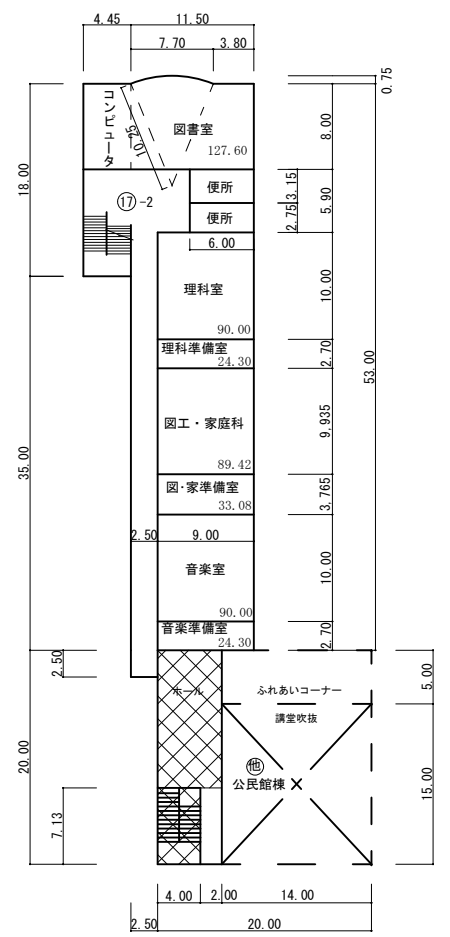 4.45
11.50
7.70
3.80
0.75
コンピュータ
10.25
図書室
127.60
8.00
18.00
⑰-2
便所
便所
3.15
2.75
5.90
6.00
理科室
90.00
10.00
理科準備室
24.30
2.70
53.00
図工・家庭科
89.42
9,935
35.00
図・家準備室
33.08
3,765
2.50
9.00
音楽室
90.00
10.00
音楽準備室
24.30
2.70
2.50
ホール
ふれあいコーナー
5.00
講堂吹抜
他
公民館棟
20.00
15.00
7.13
4.00
2.00
14.00
2.50
20.00